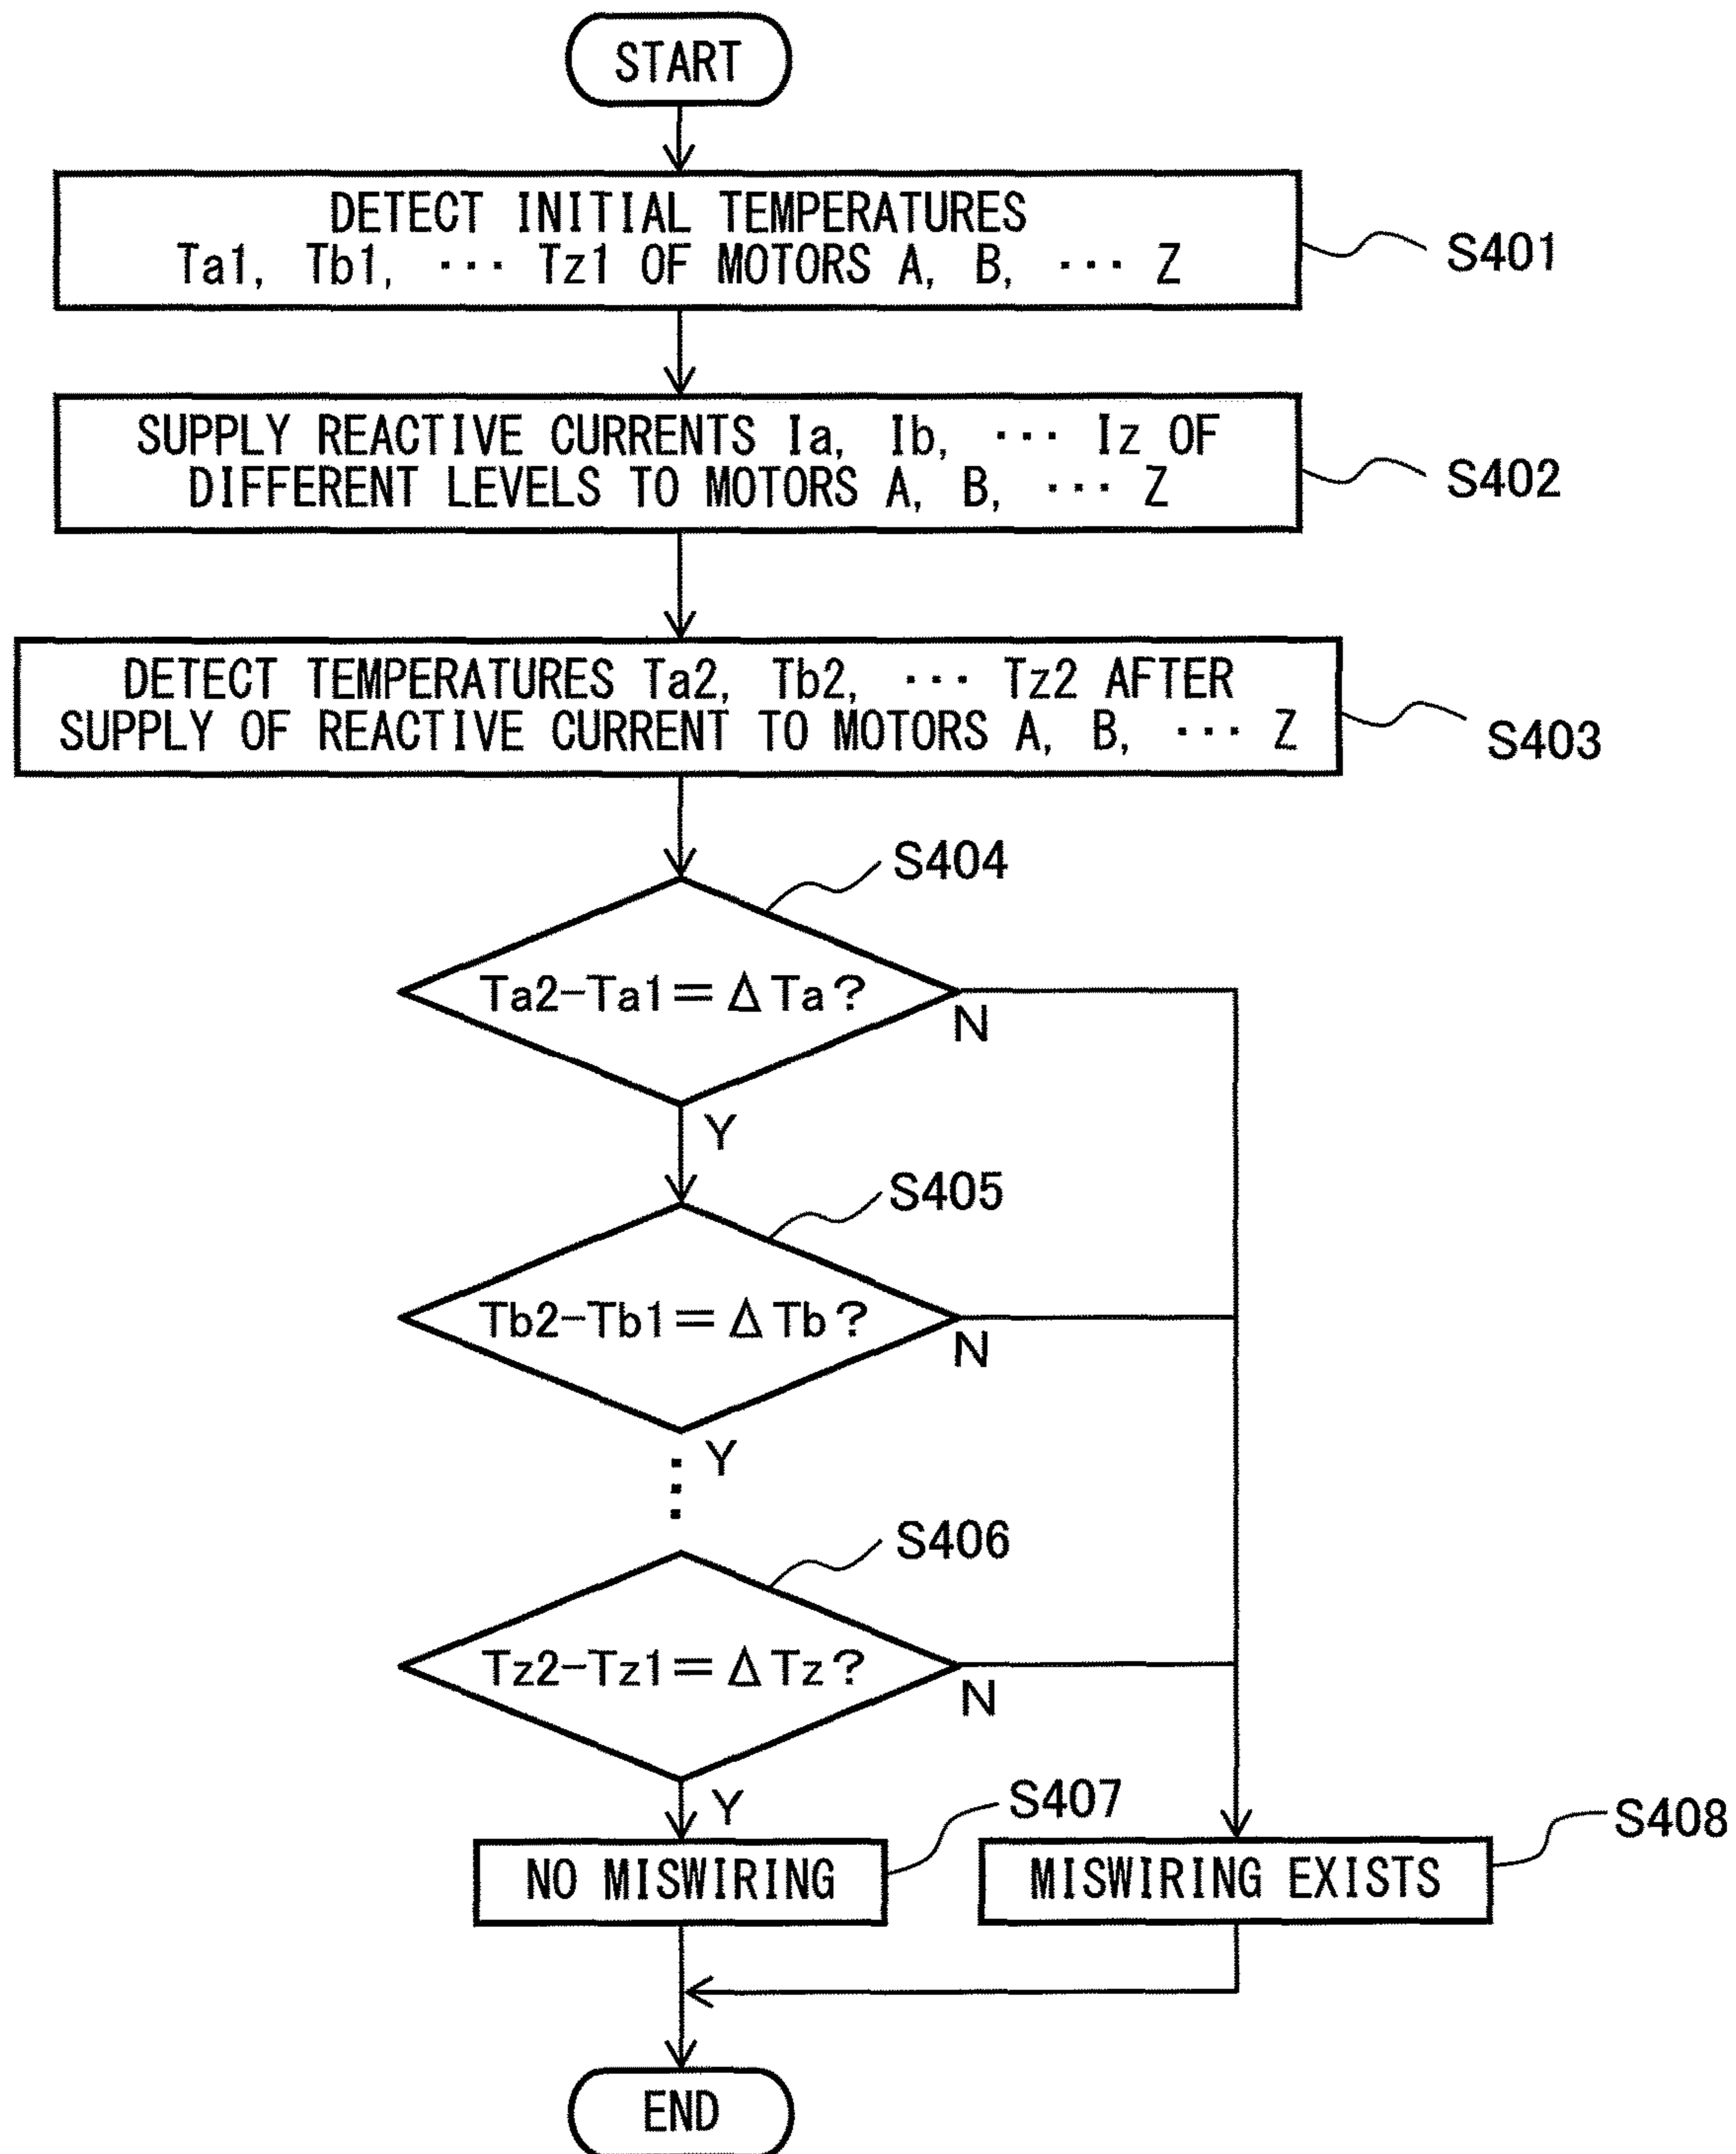 START
DETECT INITIAL TEMPERATURES
Ta1, Tb1, ··· Tz1 OF MOTORS A, B, ··· Z
S401
SUPPLY REACTIVE CURRENTS Ia, Ib, ··· Iz OF
DIFFERENT LEVELS TO MOTORS A, B, ··· Z
S402
DETECT TEMPERATURES Ta2, Tb2, ··· Tz2 AFTER
SUPPLY OF REACTIVE CURRENT TO MOTORS A, B, ··· Z
S403
S404
Ta2-Ta1=ΔTa?
N
Y
S405
Tb2-Tb1=ΔTb?
N
Y
S406
Tz2-Tz1=ΔTz?
N
Y
S407
NO MISWIRING
S408
MISWIRING EXISTS
END